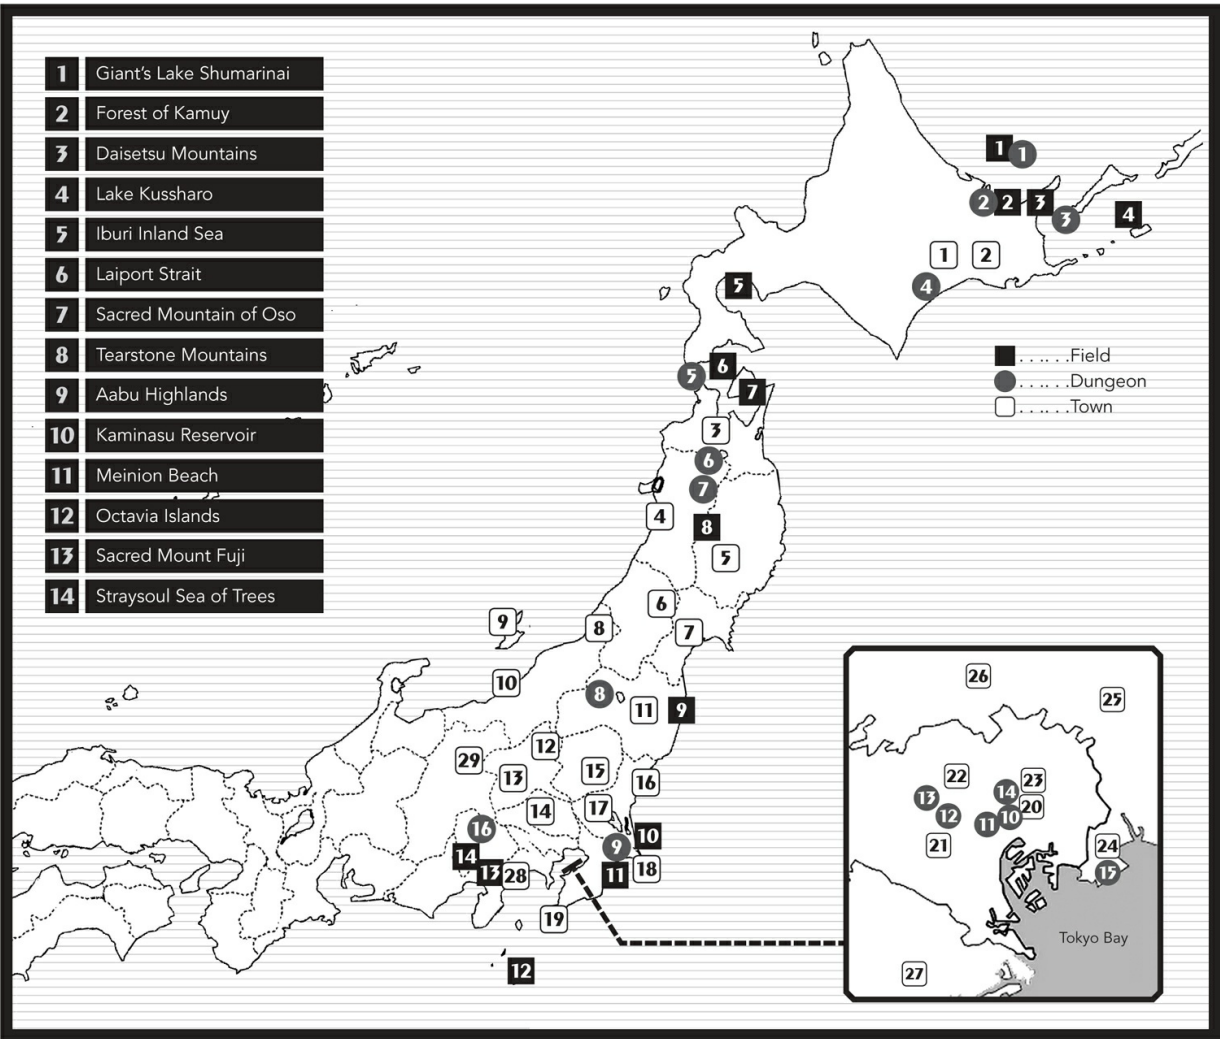 1 Giant's Lake Shumarinai
2 Forest of Kamuy
3 Daisetsu Mountains
4 Lake Kussharo
5 Iburi Inland Sea
6 Laiport Strait
7 Sacred Mountain of Oso
8 Tearstone Mountains
9 Aabu Highlands
10 Kaminasu Reservoir
11 Meinion Beach
12 Octavia Islands
13 Sacred Mount Fuji
14 Straysoul Sea of Trees
1 1
2 2 3 3 4
1 2
5 4
......Field
......Dungeon
......Town
5 6
7
3
6
7
4 8
5
6
9 8 7
10 8
11 9
12
29 13 15 16
14 17
16 10
14 9
13 28 11 18
19
12
26
25
22 23
13 14
12 20
11 10
21 24
15
Tokyo Bay
27